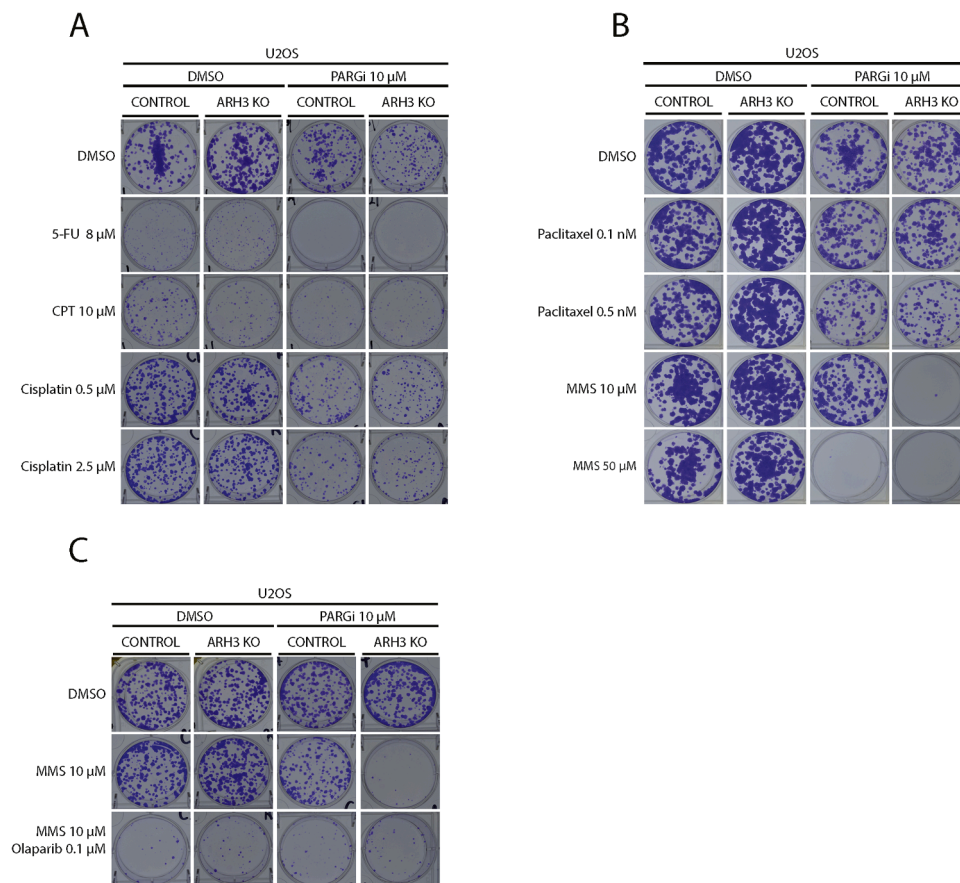 A
U2OS
DMSO PARGi 10 µM
CONTROL ARH3 KO CONTROL ARH3 KO
DMSO
5-FU 8 µM
CPT 10 µM
Cisplatin 0.5 µM
Cisplatin 2.5 µM
B
U2OS
DMSO PARGi 10 µM
CONTROL ARH3 KO CONTROL ARH3 KO
DMSO
Paclitaxel 0.1 nM
Paclitaxel 0.5 nM
MMS 10 µM
MMS 50 µM
C
U2OS
DMSO PARGi 10 µM
CONTROL ARH3 KO CONTROL ARH3 KO
DMSO
MMS 10 µM
MMS 10 µM
Olaparib 0.1 µM